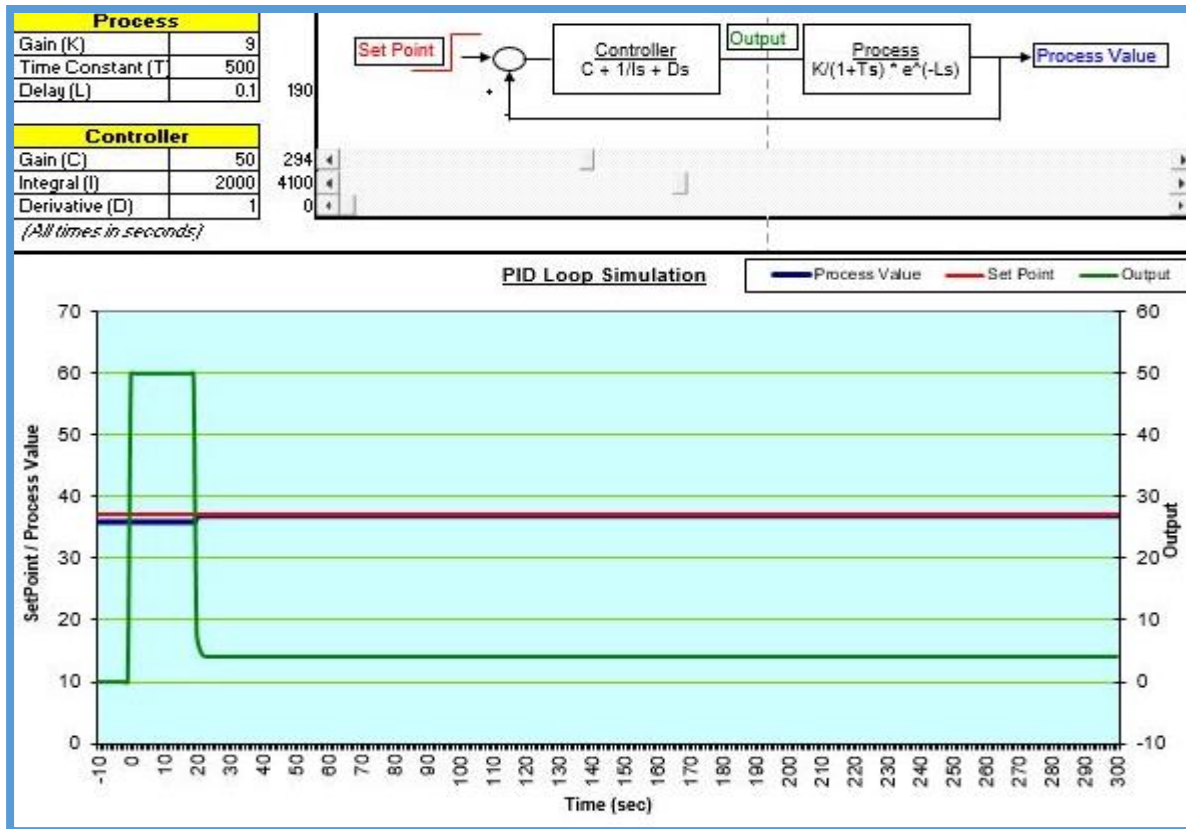 Process
Gain (K) 9
Time Constant (T 500
Delay (L) 0.1
190
Controller
Gain (C) 50
294
Integral (I) 2000
4100
Derivative (D) 1
0
(All times in seconds)
Set Point
+
-
Controller
C + 1/Is + Ds
Output
Process
K/(1+Ts) * e^(-Ls)
Process Value
PID Loop Simulation
Process Value Set Point Output
SetPoint / Process Value
70
60
50
40
30
20
10
0
60
50
40
30
20
10
0
-10
Output
-10 0 10 20 30 40 50 60 70 80 90 100 110 120 130 140 150 160 170 180 190 200 210 220 230 240 250 260 270 280 290 300
Time (sec)